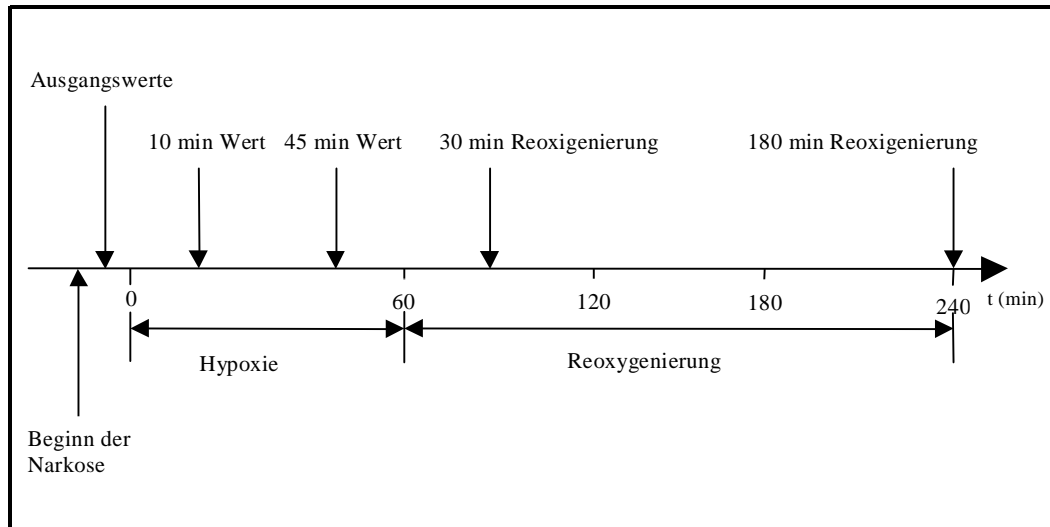 Ausgangswerte
10 min Wert 45 min Wert 30 min Reoxigenierung 180 min Reoxigenierung
0 60 120 180 240 t (min)
Hypoxie Reoxygenierung
Beginn der
Narkose